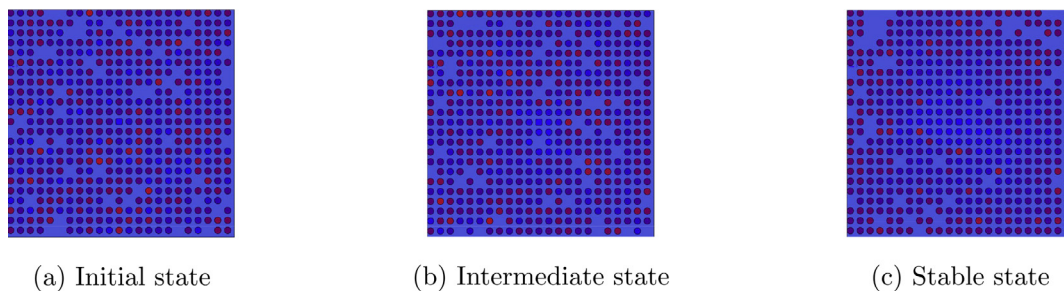 (a) Initial state
(b) Intermediate state
(c) Stable state